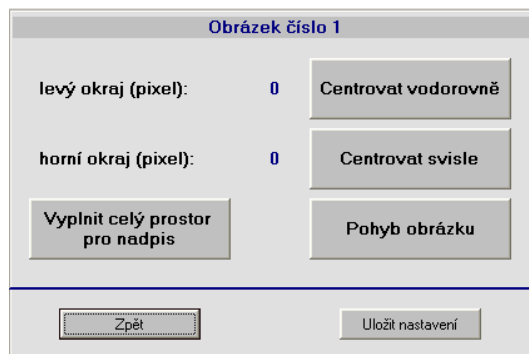 Obrázek číslo 1
levý okraj (pixel): 0 Centrovat vodorovně
horní okraj (pixel): 0 Centrovat svisle
Vyplnit celý prostor
pro nadpis
Pohyb obrázku
Zpět Uložit nastavení